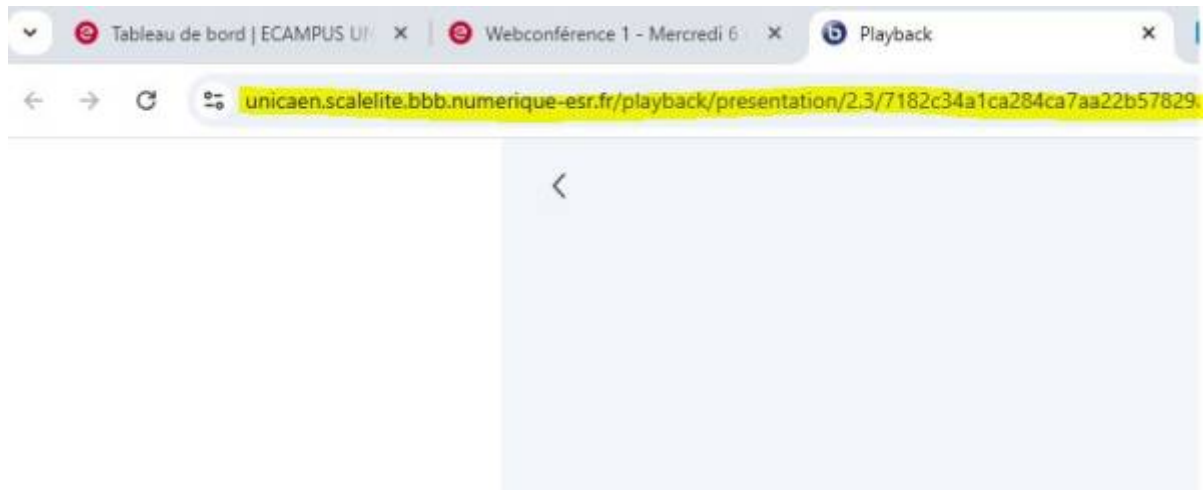 Tableau de bord | ECAMPUS UN
Webconférence 1 - Mercredi 6
Playback
unicaen.scalelite.bbb.numerique-esr.fr/playback/presentation/2.3/7182c34a1ca284ca7aa22b57829